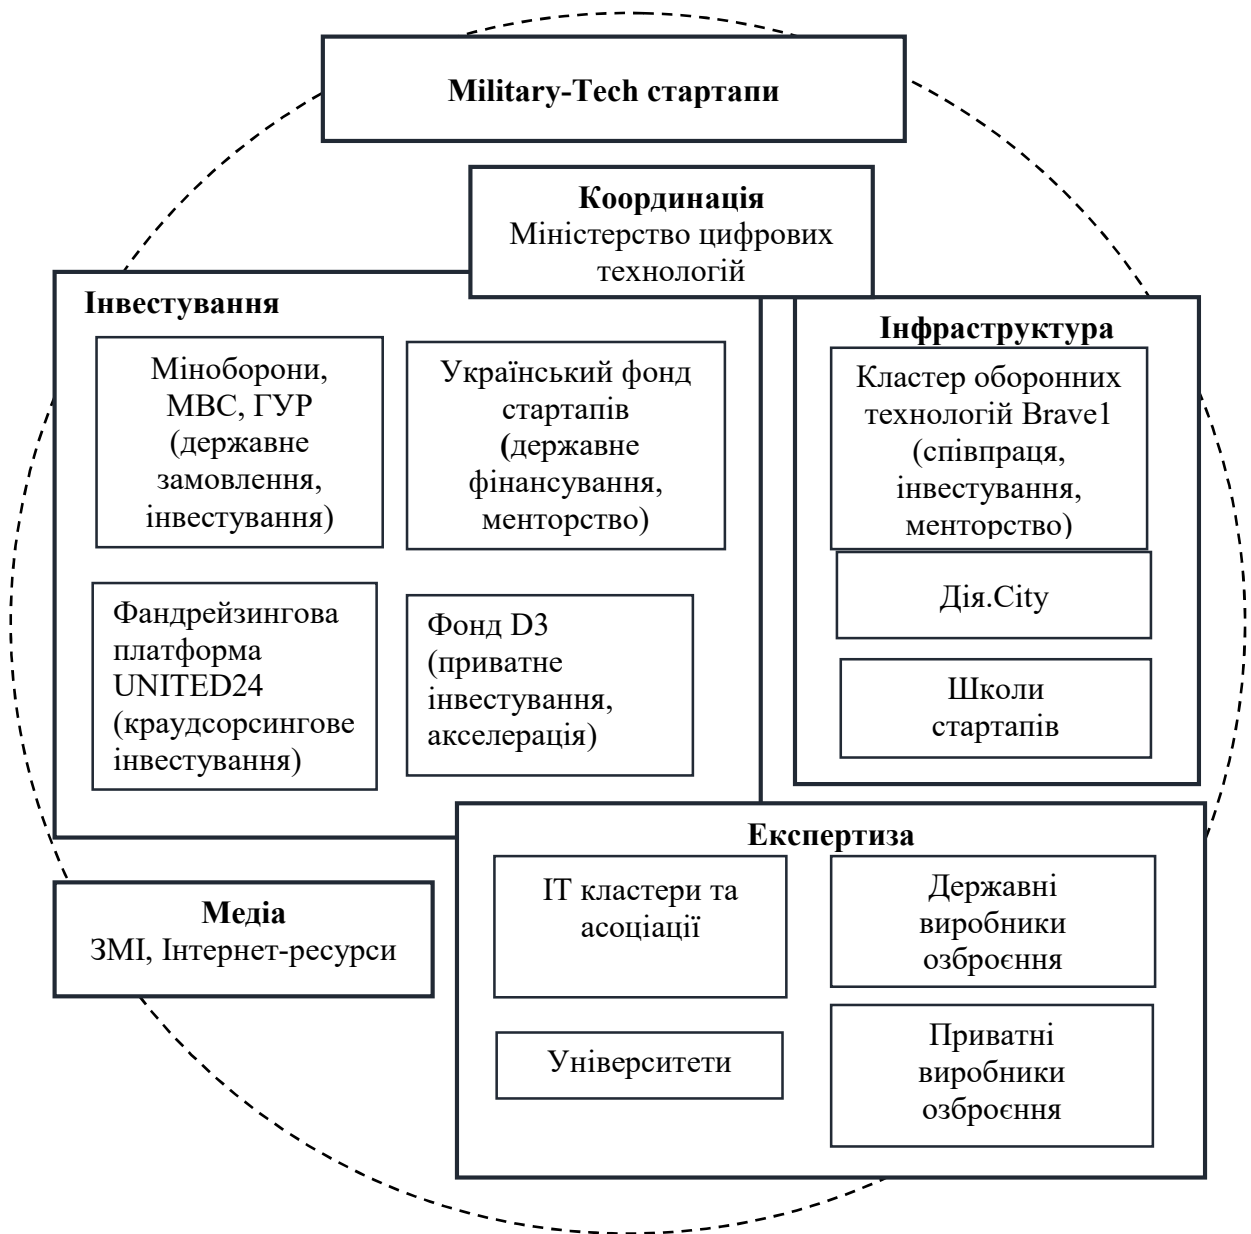 Military-Tech стартапи
Координація
Міністерство цифрових
технологій
Інвестування
Міноборони,
МВС, ГУР
(державне
замовлення,
інвестування)
Український фонд
стартапів
(державне
фінансування,
менторство)
Фандрейзингова
платформа
UNITED24
(краудсорсингове
інвестування)
Фонд D3
(приватне
інвестування,
акселерація)
Інфраструктура
Кластер оборонних
технологій Brave1
(співпраця,
інвестування,
менторство)
Дія.City
Школи
стартапів
Експертиза
ІТ кластери та
асоціації
Державні
виробники
озброєння
Університети
Приватні
виробники
озброєння
Медіа
ЗМІ, Інтернет-ресурси